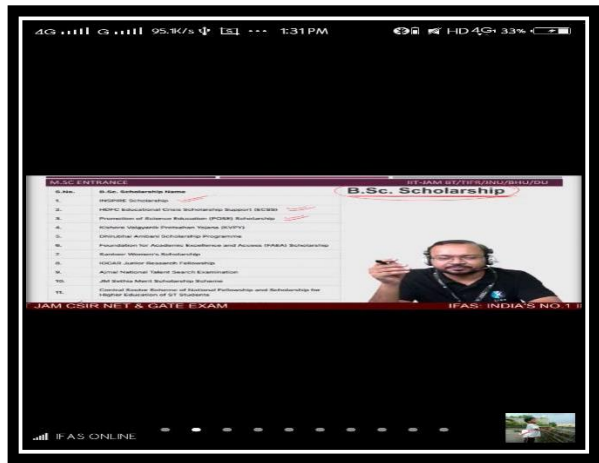 4G G 95.1K/s ... 1:31 PM HD 4G 33%
M.SC ENTRANCE IIT-JAM IIT/TIFR/JNU/BHU/DU
S.No. B.Sc. Scholarship Name
B.Sc. Scholarship
1. INSPIRE Scholarship
2. HDFC Educational Crisis Scholarship Support (ECSS)
3. Promotion of Science Education (POSE) Scholarship
4. Kishore Vaigyanik Protsahan Yojana (KVPY)
5. Dhirubhai Ambani Scholarship Programme
6. Foundation for Academic Excellence and Access (FAEA) Scholarship
7. Women's Scholarship
8. Junior Research Fellowship
9. National Talent Search Examination
10. JM Sethia Merit Scholarship Scheme
11. Central Sector Scheme of National Fellowship and Scholarship for
Higher Education of ST Students
JAM CSIR NET & GATE EXAM IFAS: INDIA'S NO.1
IFAS ONLINE